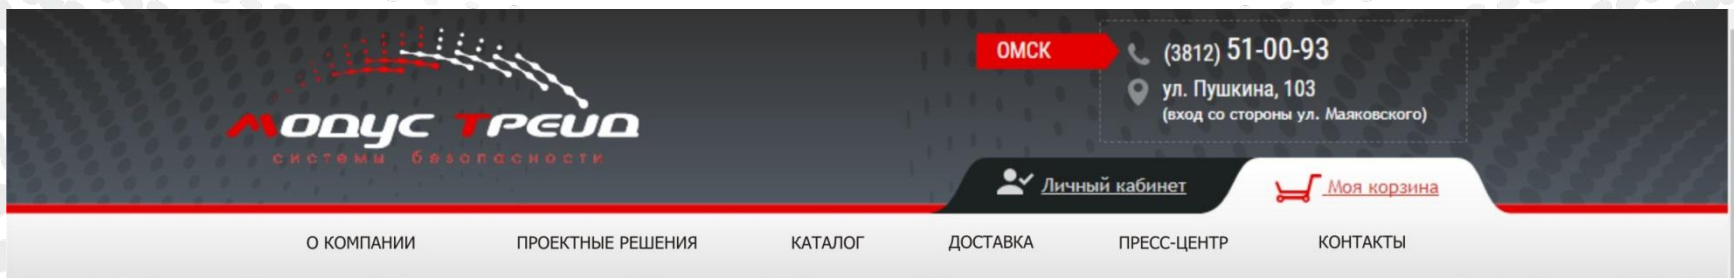 МОДУС ТРЕЙД
системы безопасности
ОМСК
(3812) 51-00-93
ул. Пушкина, 103
(вход со стороны ул. Маяковского)
Личный кабинет
Моя корзина
О КОМПАНИИ
ПРОЕКТНЫЕ РЕШЕНИЯ
КАТАЛОГ
ДОСТАВКА
ПРЕСС-ЦЕНТР
КОНТАКТЫ